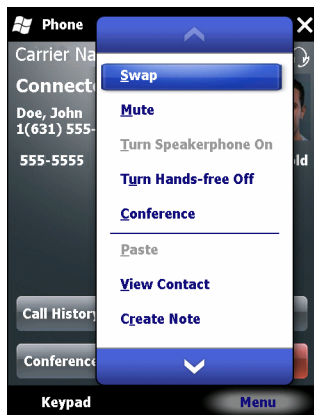 Phone
Carrier Na
Connect
Doe, John
1(631) 555-
555-5555
ld
Swap
Mute
Turn Speakerphone On
Turn Hands-free Off
Conference
Paste
View Contact
Create Note
Call History
Conference
Keypad
Menu